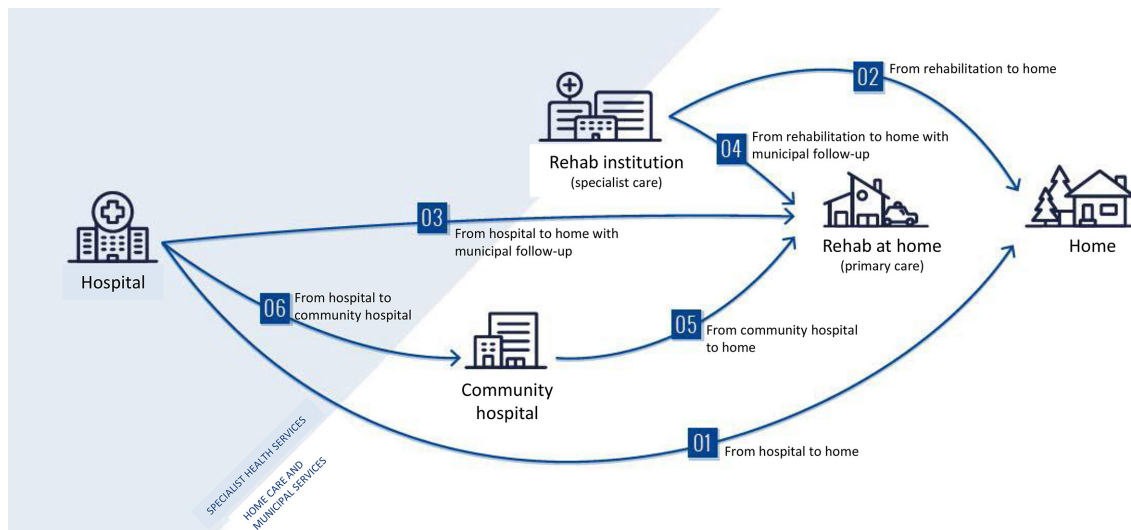 02
From rehabilitation to home
04
From rehabilitation to home with
municipal follow-up
Rehab institution
(specialist care)
03
From hospital to home with
municipal follow-up
Rehab at home
(primary care)
Home
Hospital
06
From hospital to
community hospital
05
From community hospital
to home
Community
hospital
01
From hospital to home
SPECIALIST HEALTH SERVICES
HOME CARE AND
MUNICIPAL SERVICES